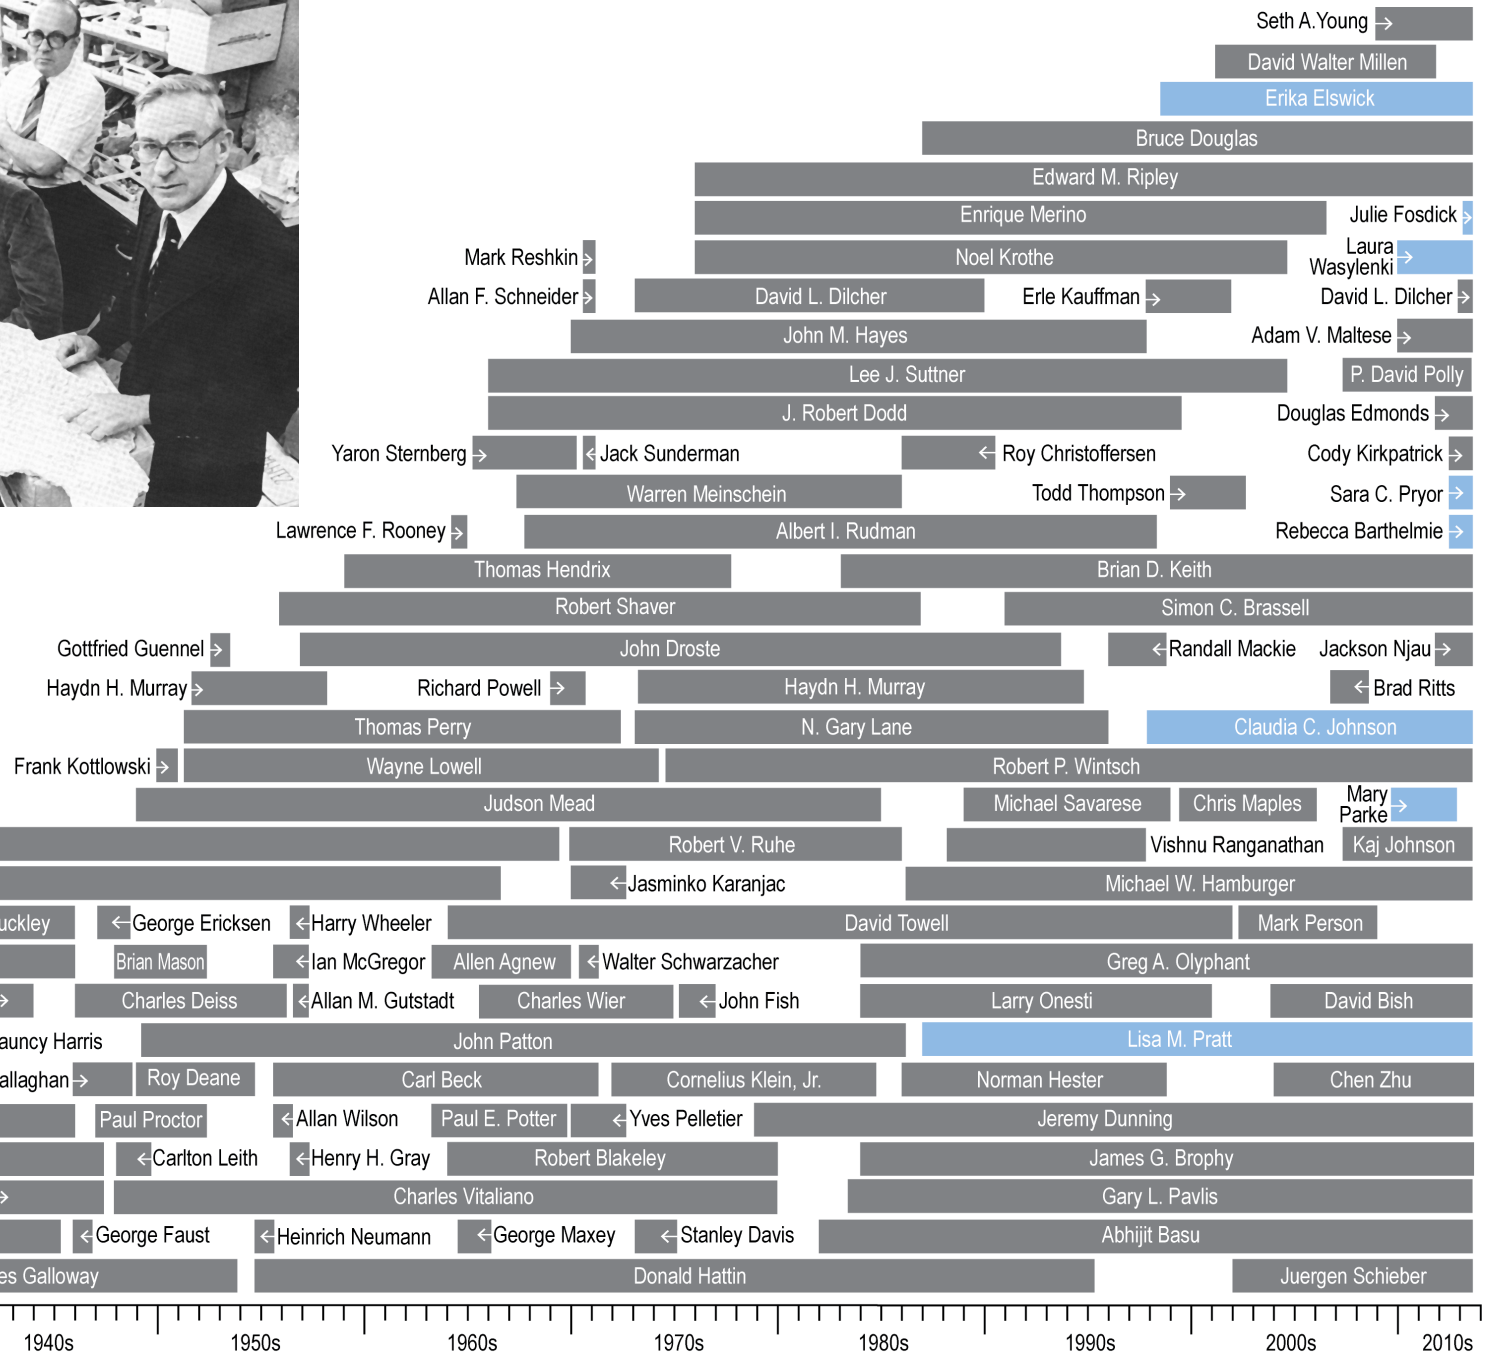 Seth A.Young
David Walter Millen
Erika Elswick
Bruce Douglas
Edward M. Ripley
Enrique Merino Julie Fosdick
Mark Reshkin Noel Krothe Laura
Wasylenki
Allan F. Schneider David L. Dilcher Erle Kauffman David L. Dilcher
John M. Hayes Adam V. Maltese
Lee J. Suttner P. David Polly
J. Robert Dodd Douglas Edmonds
Yaron Sternberg Jack Sunderman Roy Christoffersen Cody Kirkpatrick
Warren Meinschein Todd Thompson Sara C. Pryor
Lawrence F. Rooney Albert I. Rudman Rebecca Barthelmie
Thomas Hendrix Brian D. Keith
Robert Shaver Simon C. Brassell
Gottfried Guennel John Droste Randall Mackie Jackson Njau
Haydn H. Murray Richard Powell Haydn H. Murray Brad Ritts
Thomas Perry N. Gary Lane Claudia C. Johnson
Frank Kottlowski Wayne Lowell Robert P. Wintsch
Judson Mead Michael Savarese Chris Maples Mary
Parke
Robert V. Ruhe Vishnu Ranganathan Kaj Johnson
Jasminko Karanjac Michael W. Hamburger
uckley George Ericksen Harry Wheeler David Towell Mark Person
Brian Mason Ian McGregor Allen Agnew Walter Schwarzacher Greg A. Olyphant
Charles Deiss Allan M. Gutstadt Charles Wier John Fish Larry Onesti David Bish
auncy Harris John Patton Lisa M. Pratt
allaghan Roy Deane Carl Beck Cornelius Klein, Jr. Norman Hester Chen Zhu
Paul Proctor Allan Wilson Paul E. Potter Yves Pelletier Jeremy Dunning
Carlton Leith Henry H. Gray Robert Blakeley James G. Brophy
Charles Vitaliano Gary L. Pavlis
George Faust Heinrich Neumann George Maxey Stanley Davis Abhijit Basu
es Galloway Donald Hattin Juergen Schieber
1940s 1950s 1960s 1970s 1980s 1990s 2000s 2010s